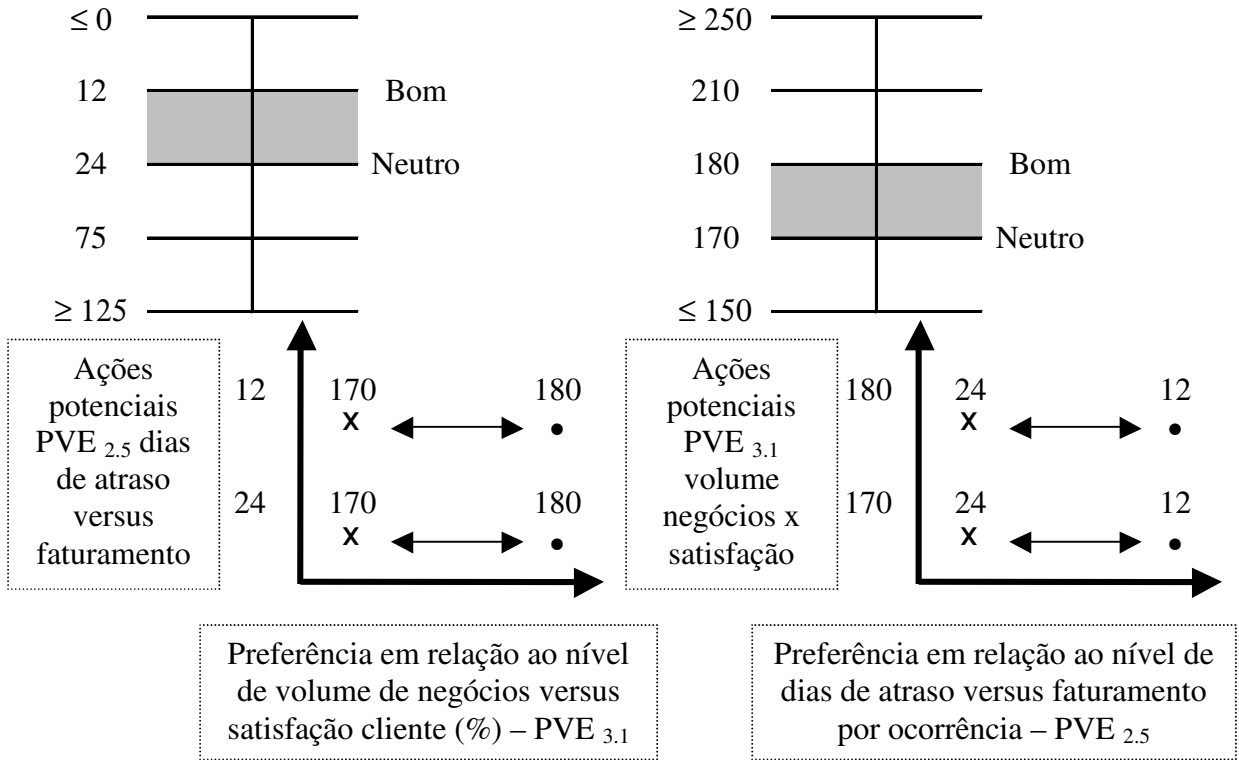 ≤ 0
12 Bom
24 Neutro
75
≥ 125
≥ 250
210
180 Bom
170 Neutro
≤ 150
Ações
potenciais
PVE 2.5 dias
de atraso
versus
faturamento
12 170 180
x •
24 170 180
x •
Preferência em relação ao nível
de volume de negócios versus
satisfação cliente (%) – PVE 3.1
Ações
potenciais
PVE 3.1
volume
negócios x
satisfação
180 24 12
x •
170 24 12
x •
Preferência em relação ao nível de
dias de atraso versus faturamento
por ocorrência – PVE 2.5